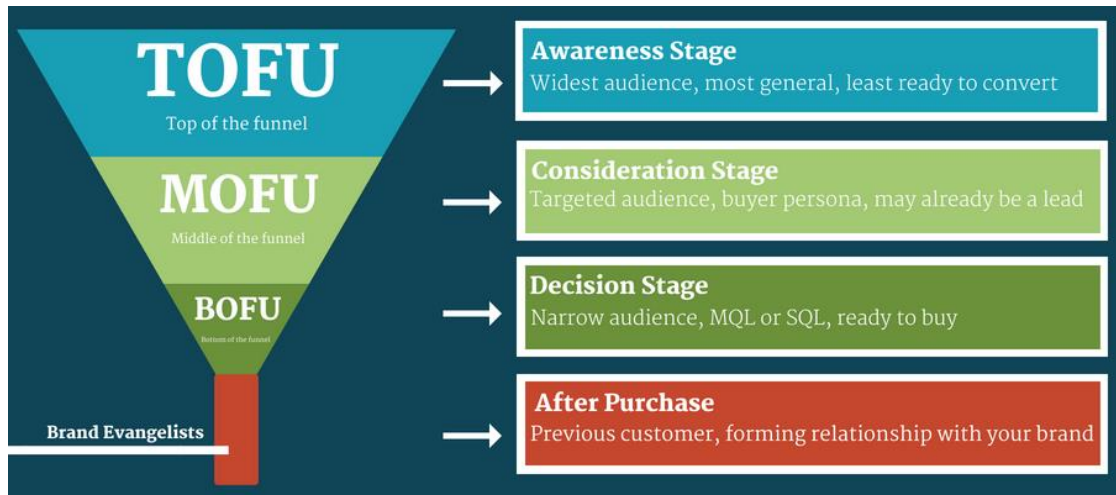 TOFU
Top of the funnel
Awareness Stage
Widest audience, most general, least ready to convert
MOFU
Middle of the funnel
Consideration Stage
Targeted audience, buyer persona, may already be a lead
BOFU
Bottom of the funnel
Decision Stage
Narrow audience, MQL or SQL, ready to buy
Brand Evangelists
After Purchase
Previous customer, forming relationship with your brand